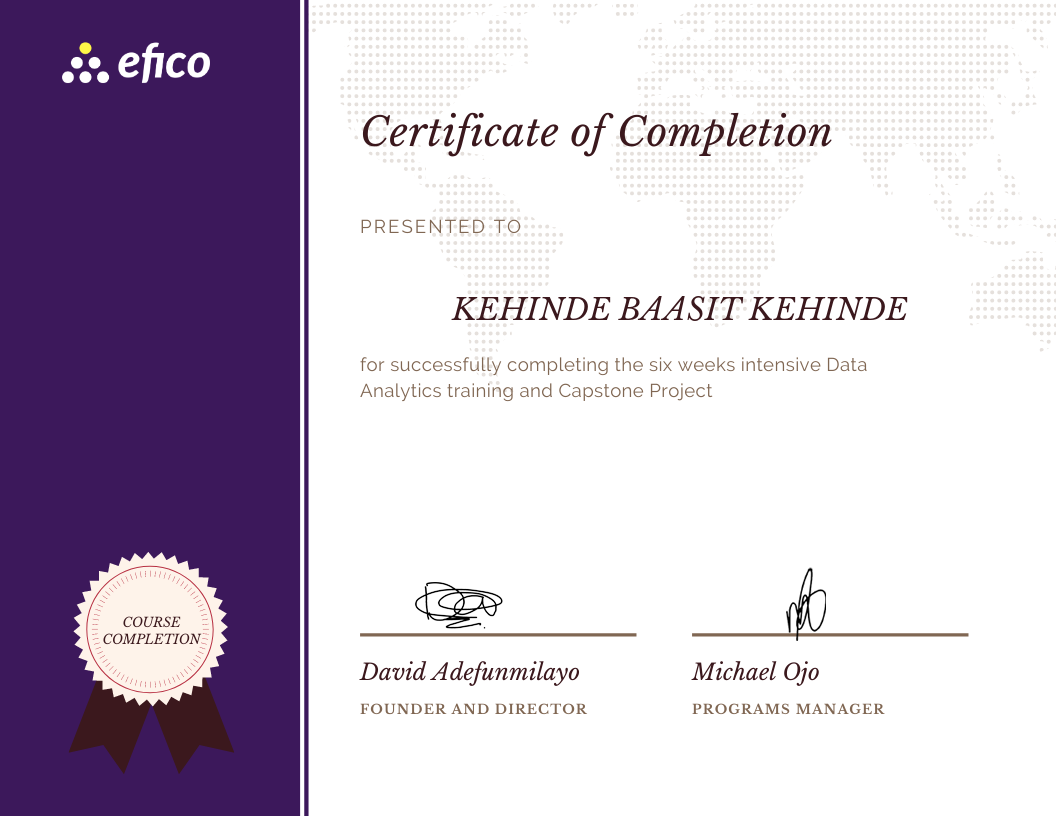 efico
Certificate of Completion
PRESENTED TO
KEHINDE BAASIT KEHINDE
for successfully completing the six weeks intensive Data
Analytics training and Capstone Project
COURSE
COMPLETION
David Adefunmilayo
FOUNDER AND DIRECTOR
Michael Ojo
PROGRAMS MANAGER